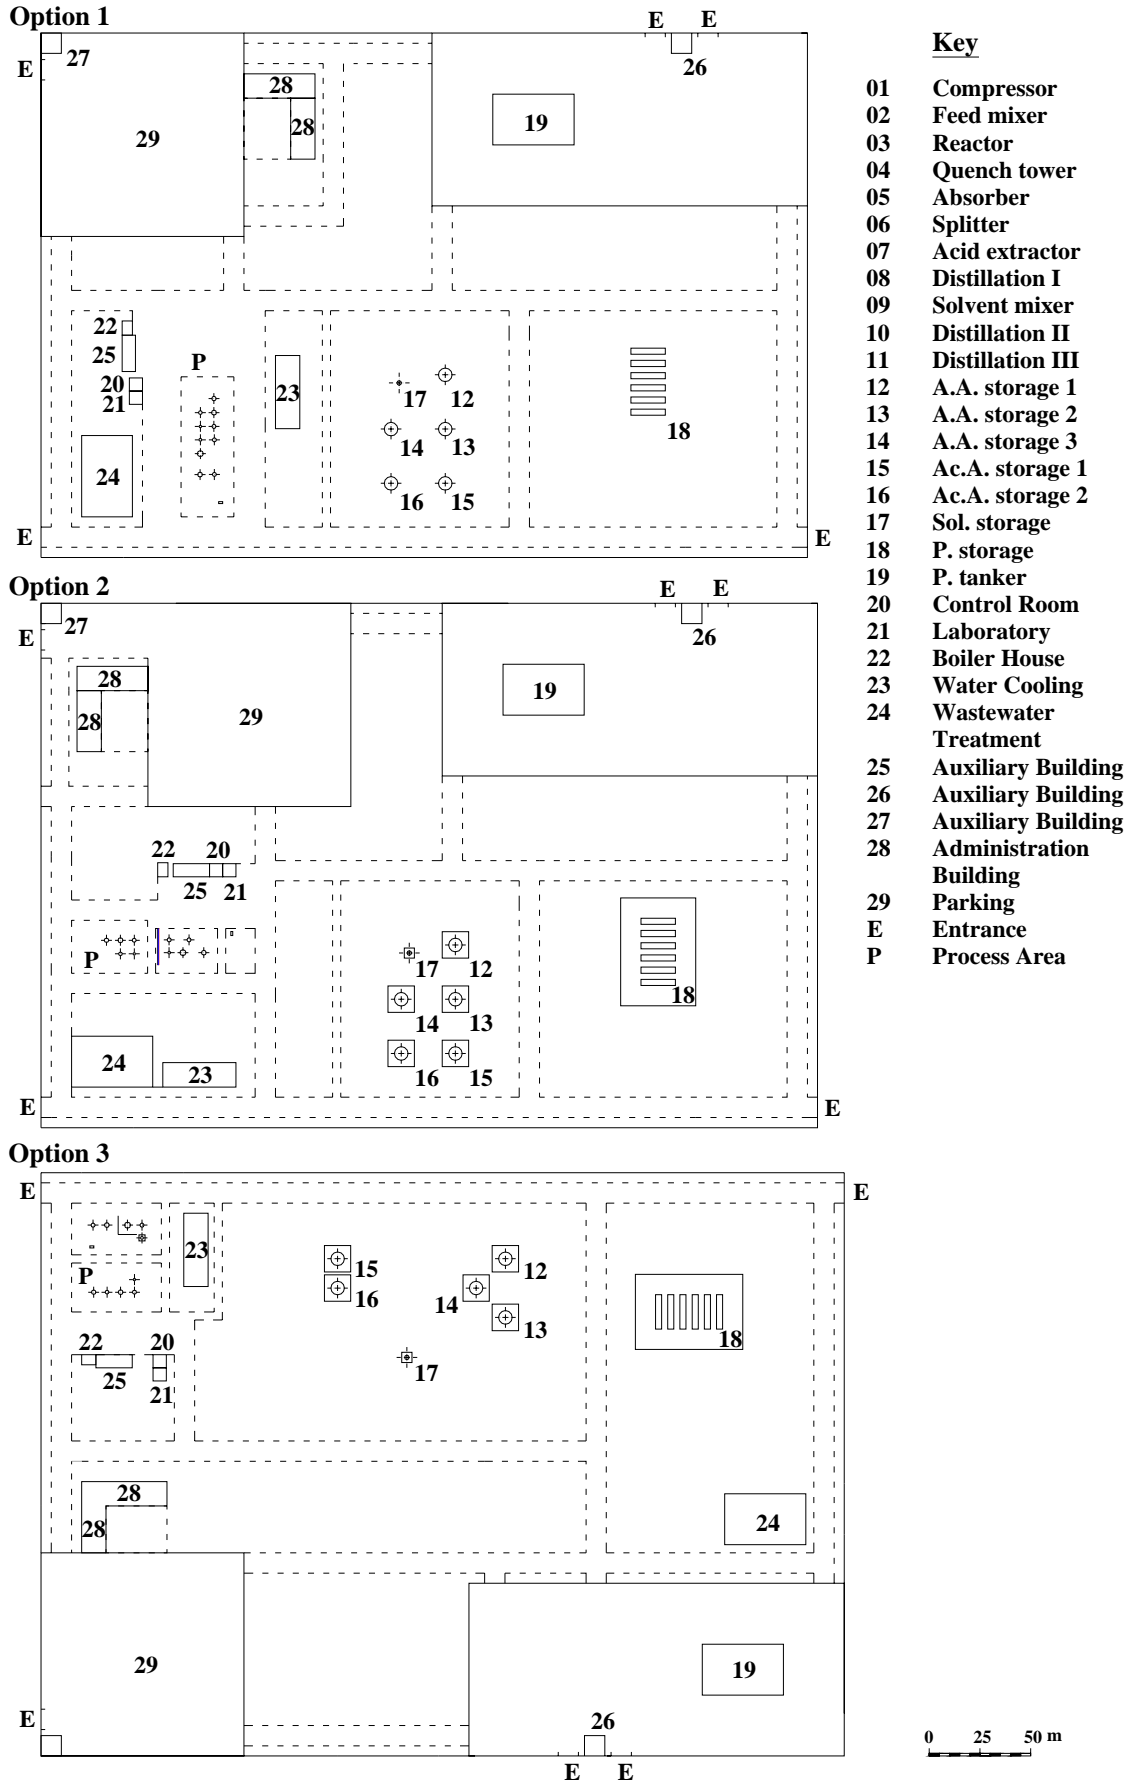 Option 1
E
E
E
27
26
28
28
29
19
22
25
20
21
P
23
17
12
14
13
16
15
18
24
E
E
Option 2
E
E
E
27
26
28
28
29
19
22
20
25
21
P
17
12
14
13
16
15
18
24
23
E
E
Option 3
E
E
P
23
15
16
12
14
13
17
18
22
20
25
21
28
28
24
29
19
E
26
E
E
Key
01 Compressor
02 Feed mixer
03 Reactor
04 Quench tower
05 Absorber
06 Splitter
07 Acid extractor
08 Distillation I
09 Solvent mixer
10 Distillation II
11 Distillation III
12 A.A. storage 1
13 A.A. storage 2
14 A.A. storage 3
15 Ac.A. storage 1
16 Ac.A. storage 2
17 Sol. storage
18 P. storage
19 P. tanker
20 Control Room
21 Laboratory
22 Boiler House
23 Water Cooling
24 Wastewater
Treatment
25 Auxiliary Building
26 Auxiliary Building
27 Auxiliary Building
28 Administration
Building
29 Parking
E Entrance
P Process Area
0 25 50 m